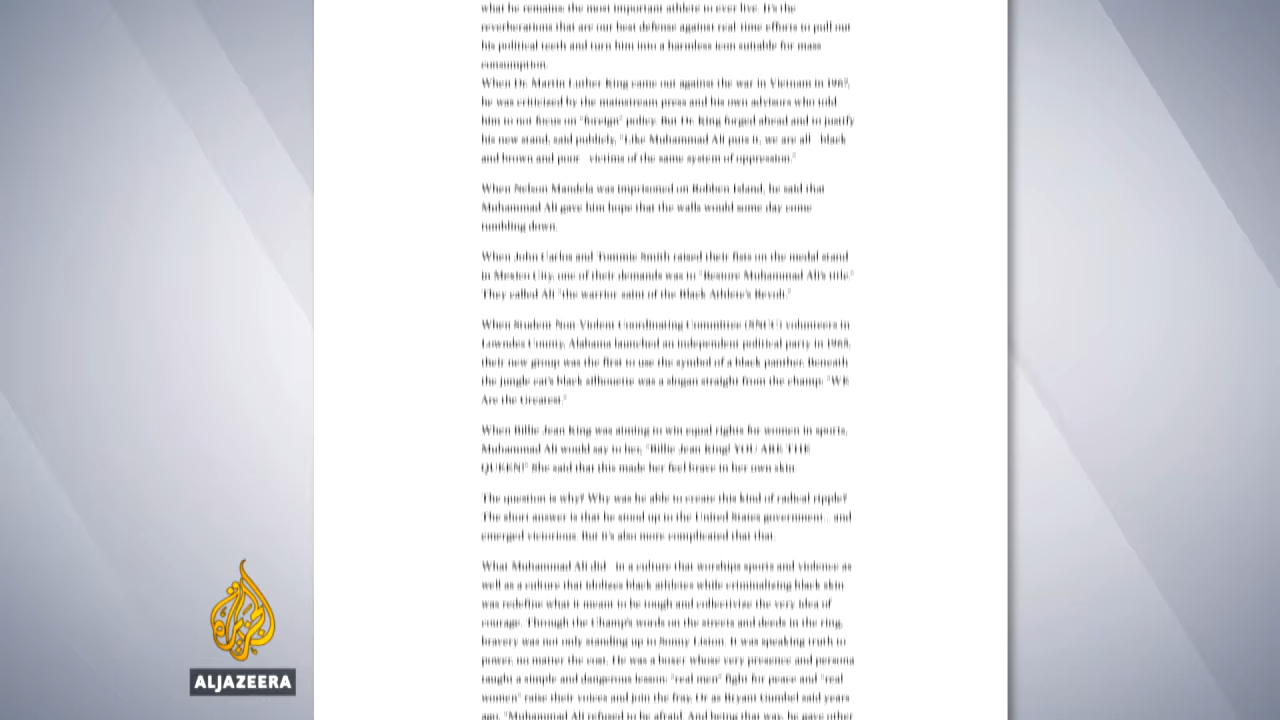 what he remains: the most important athlete to ever live. It's the
reverberations that are our best defense against real-time efforts to pull out
his political teeth and turn him into a harmless icon suitable for mass
consumption.
When Dr. Martin Luther King came out against the war in Vietnam in 1967,
he was criticized by the mainstream press and his own advisors who told
him to not focus on "foreign" policy. But Dr. King forged ahead and to justify
his new stand, said publicly, "Like Muhammad Ali puts it, we are all black
and brown and poor victims of the same system of oppression."
When Nelson Mandela was imprisoned on Robben Island, he said that
Muhammad Ali gave him hope that the walls would some day come
tumbling down.
When John Carlos and Tommie Smith raised their fists on the medal stand
in Mexico City, one of their demands was to "Restore Muhammad Ali's title."
They called Ali "the warrior-saint of the Black Athlete's Revolt."
When Student Non Violent Coordinating Committee (SNCC) volunteers in
Lowndes County, Alabama launched an independent political party in 1965,
their new group was the first to use the symbol of a black panther. Beneath
the jungle cat's black silhouette was a slogan straight from the champ: "WE
Are the Greatest."
When Billie Jean King was aiming to win equal rights for women in sports,
Muhammad Ali would say to her, "Billie Jean King! YOU ARE THE
QUEEN!" She said that this made her feel brave in her own skin.
The question is why? Why was he able to create this kind of radical ripple?
The short answer is that he stood up to the United States government... and
emerged victorious. But it's also more complicated that that.
What Muhammad Ali did in a culture that worships sports and violence as
well as a culture that idolizes black athletes while criminalizing black skin
was redefine what it meant to be tough and collectivize the very idea of
courage. Through the Champ's words on the streets and deeds in the ring,
bravery was not only standing up to Sonny Liston. It was speaking truth to
power, no matter the cost. He was a boxer whose very presence and persona
taught a simple and dangerous lesson: "real men" fight for peace and "real
women" raise their voices and join the fray. Or as Bryant Gumbel said years
ago, "Muhammad Ali refused to be afraid. And being that way, he gave other
ALJAZEERA